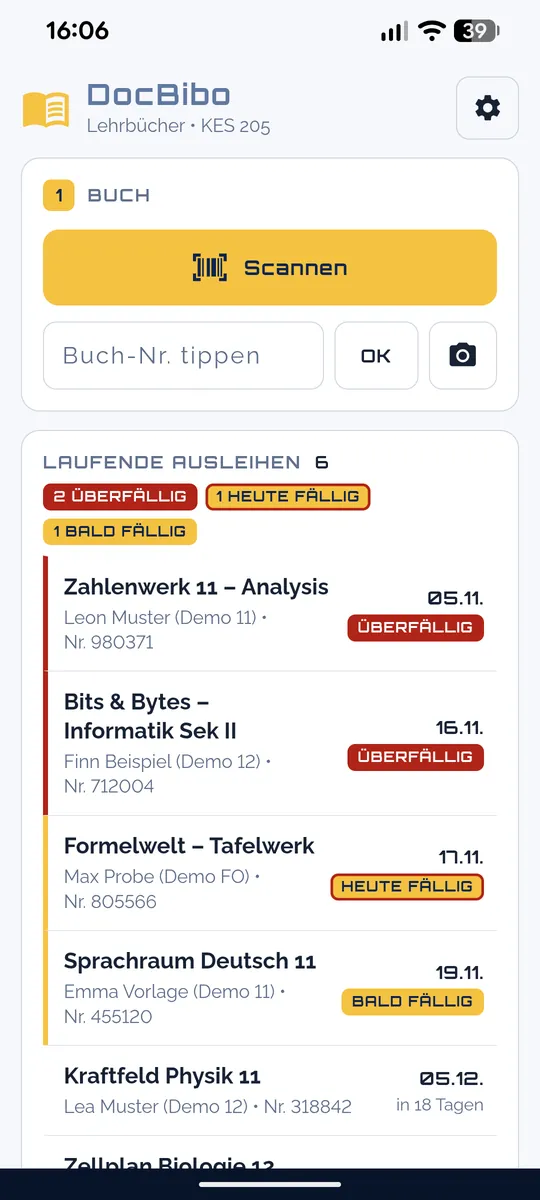 16:06
39
DocBibo
Lehrbücher • KES 205
1 BUCH
Scannen
Buch-Nr. tippen
OK
LAUFENDE AUSLEIHEN 6
2 ÜBERFÄLLIG 1 HEUTE FÄLLIG
1 BALD FÄLLIG
Zahlenwerk 11 – Analysis
05.11.
Leon Muster (Demo 11) •
Nr. 980371
ÜBERFÄLLIG
Bits & Bytes –
Informatik Sek II
16.11.
Finn Beispiel (Demo 12) •
Nr. 712004
ÜBERFÄLLIG
Formelwelt – Tafelwerk
17.11.
Max Probe (Demo FO) •
Nr. 805566
HEUTE FÄLLIG
Sprachraum Deutsch 11
19.11.
Emma Vorlage (Demo 11) •
Nr. 455120
BALD FÄLLIG
Kraftfeld Physik 11
05.12.
Lea Muster (Demo 12) • Nr. 318842
in 18 Tagen
Zellplan Biologie 12